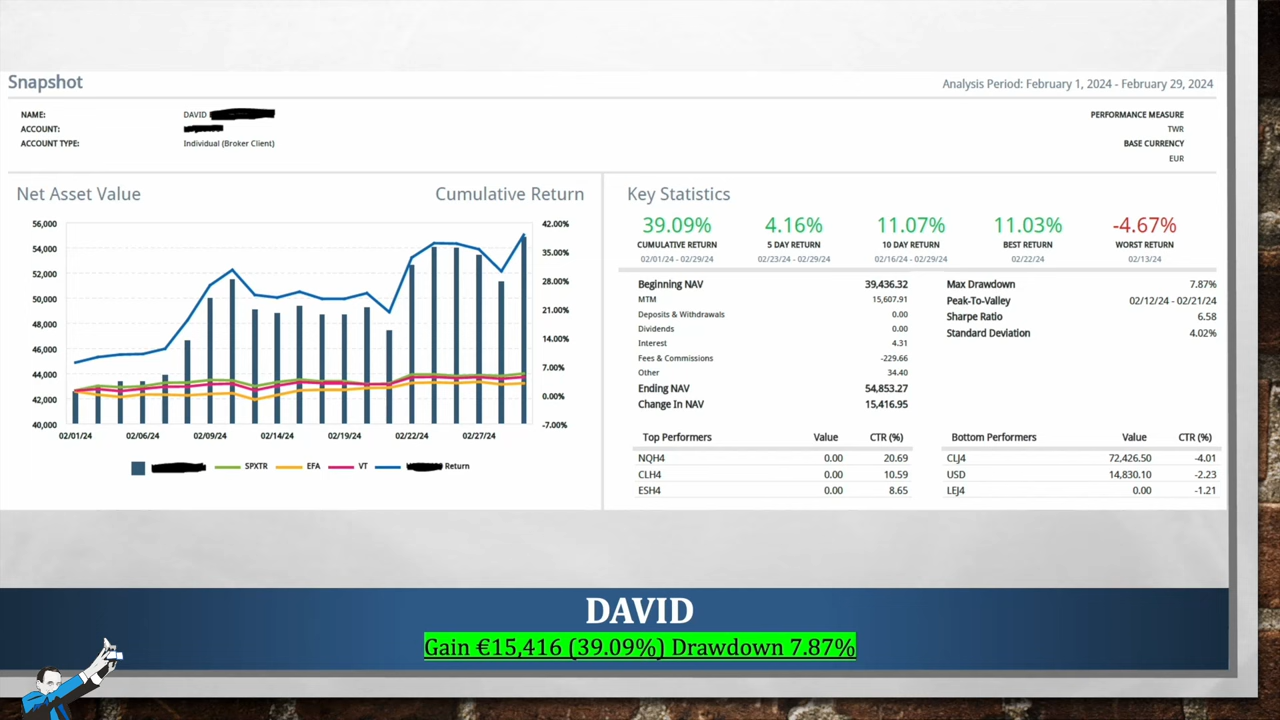 Snapshot
Analysis Period: February 1, 2024 - February 29, 2024
NAME: DAVID
ACCOUNT:
ACCOUNT TYPE: Individual (Broker Client)
PERFORMANCE MEASURE
TWR
BASE CURRENCY
EUR
Net Asset Value
Cumulative Return
56,000
54,000
52,000
50,000
48,000
46,000
44,000
42,000
40,000
42.00%
35.00%
28.00%
21.00%
14.00%
7.00%
0.00%
-7.00%
02/01/24 02/06/24 02/09/24 02/14/24 02/19/24 02/22/24 02/27/24
SPXTR EFA VT Return
Key Statistics
39.09% 4.16% 11.07% 11.03% -4.67%
CUMULATIVE RETURN 5 DAY RETURN 10 DAY RETURN BEST RETURN WORST RETURN
02/01/24 - 02/29/24 02/23/24 - 02/29/24 02/16/24 - 02/29/24 02/22/24 02/13/24
Beginning NAV 39,436.32
MTM 15,607.91
Deposits & Withdrawals 0.00
Dividends 0.00
Interest 4.31
Fees & Commissions -229.66
Other 34.40
Ending NAV 54,853.27
Change In NAV 15,416.95
Max Drawdown 7.87%
Peak-To-Valley 02/12/24 - 02/21/24
Sharpe Ratio 6.58
Standard Deviation 4.02%
Top Performers Value CTR (%)
NQH4 0.00 20.69
CLH4 0.00 10.59
ESH4 0.00 8.65
Bottom Performers Value CTR (%)
CLJ4 72,426.50 -4.01
USD 14,830.10 -2.23
LEJ4 0.00 -1.21
DAVID
Gain €15,416 (39.09%) Drawdown 7.87%